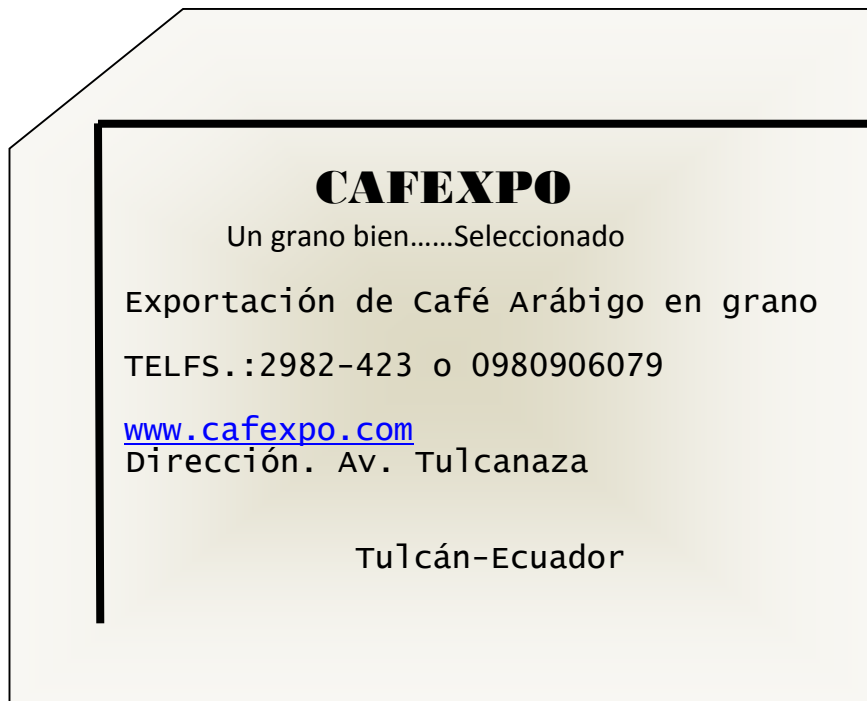 CAFEXPO
Un grano bien......Seleccionado
Exportación de Café Arábigo en grano
TELFS.:2982-423 o 0980906079
www.cafexpo.com
Dirección. Av. Tulcanaza
Tulcán-Ecuador